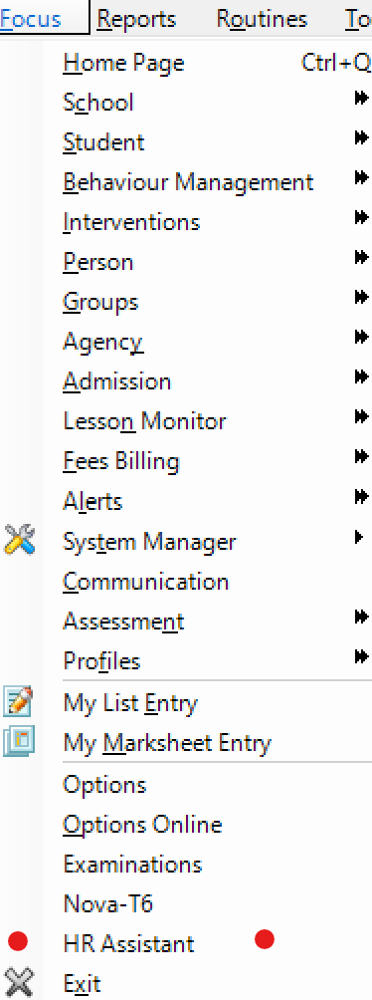 Focus Reports Routines To
Home Page Ctrl+Q
School
Student
Behaviour Management
Interventions
Person
Groups
Agency
Admission
Lesson Monitor
Fees Billing
Alerts
System Manager
Communication
Assessment
Profiles
My List Entry
My Marksheet Entry
Options
Options Online
Examinations
Nova-T6
HR Assistant
Exit